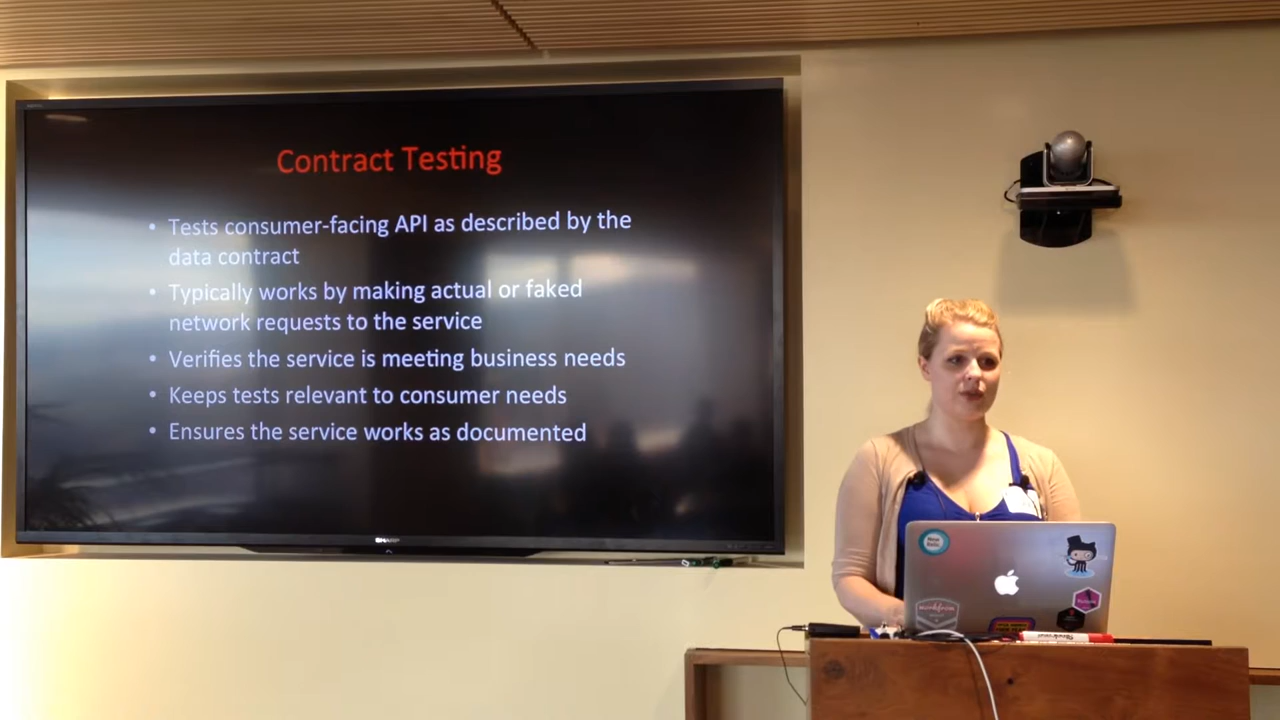 Contract Testing
• Tests consumer-facing API as described by the
data contract
• Typically works by making actual or faked
network requests to the service
• Verifies the service is meeting business needs
• Keeps tests relevant to consumer needs
• Ensures the service works as documented
SHARP